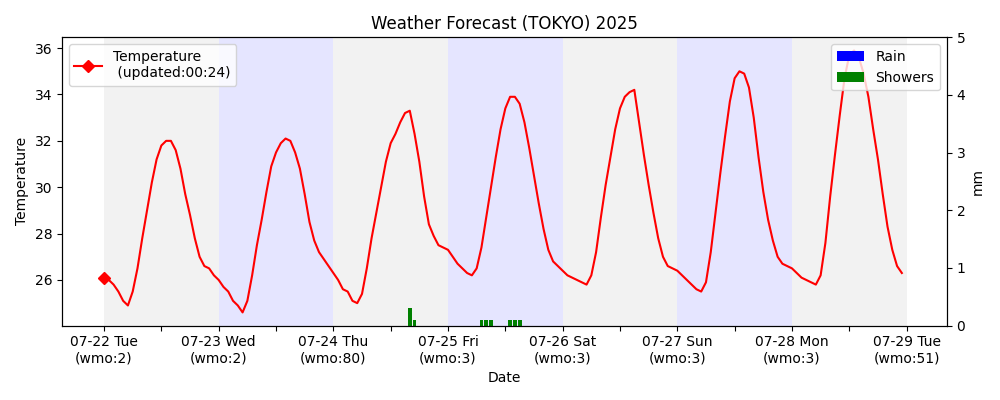 Weather Forecast (TOKYO) 2025
Temperature
(updated:00:24)
Rain
Showers
Temperature
36
34
32
30
28
26
5
4
3
2
1
0
mm
07-22 Tue
(wmo:2)
07-23 Wed
(wmo:2)
07-24 Thu
(wmo:80)
07-25 Fri
(wmo:3)
07-26 Sat
(wmo:3)
07-27 Sun
(wmo:3)
07-28 Mon
(wmo:3)
07-29 Tue
(wmo:51)
Date